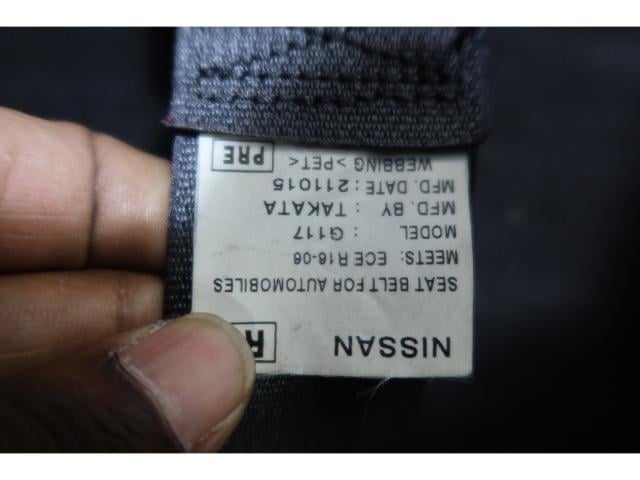 NISSAN
SEAT BELT FOR AUTOMOBILES
MEETS: ECE R16-06
MODEL : G117
MFD. BY : TAKATA
MFD. DATE : 211015
WEBBING >PET< PRE